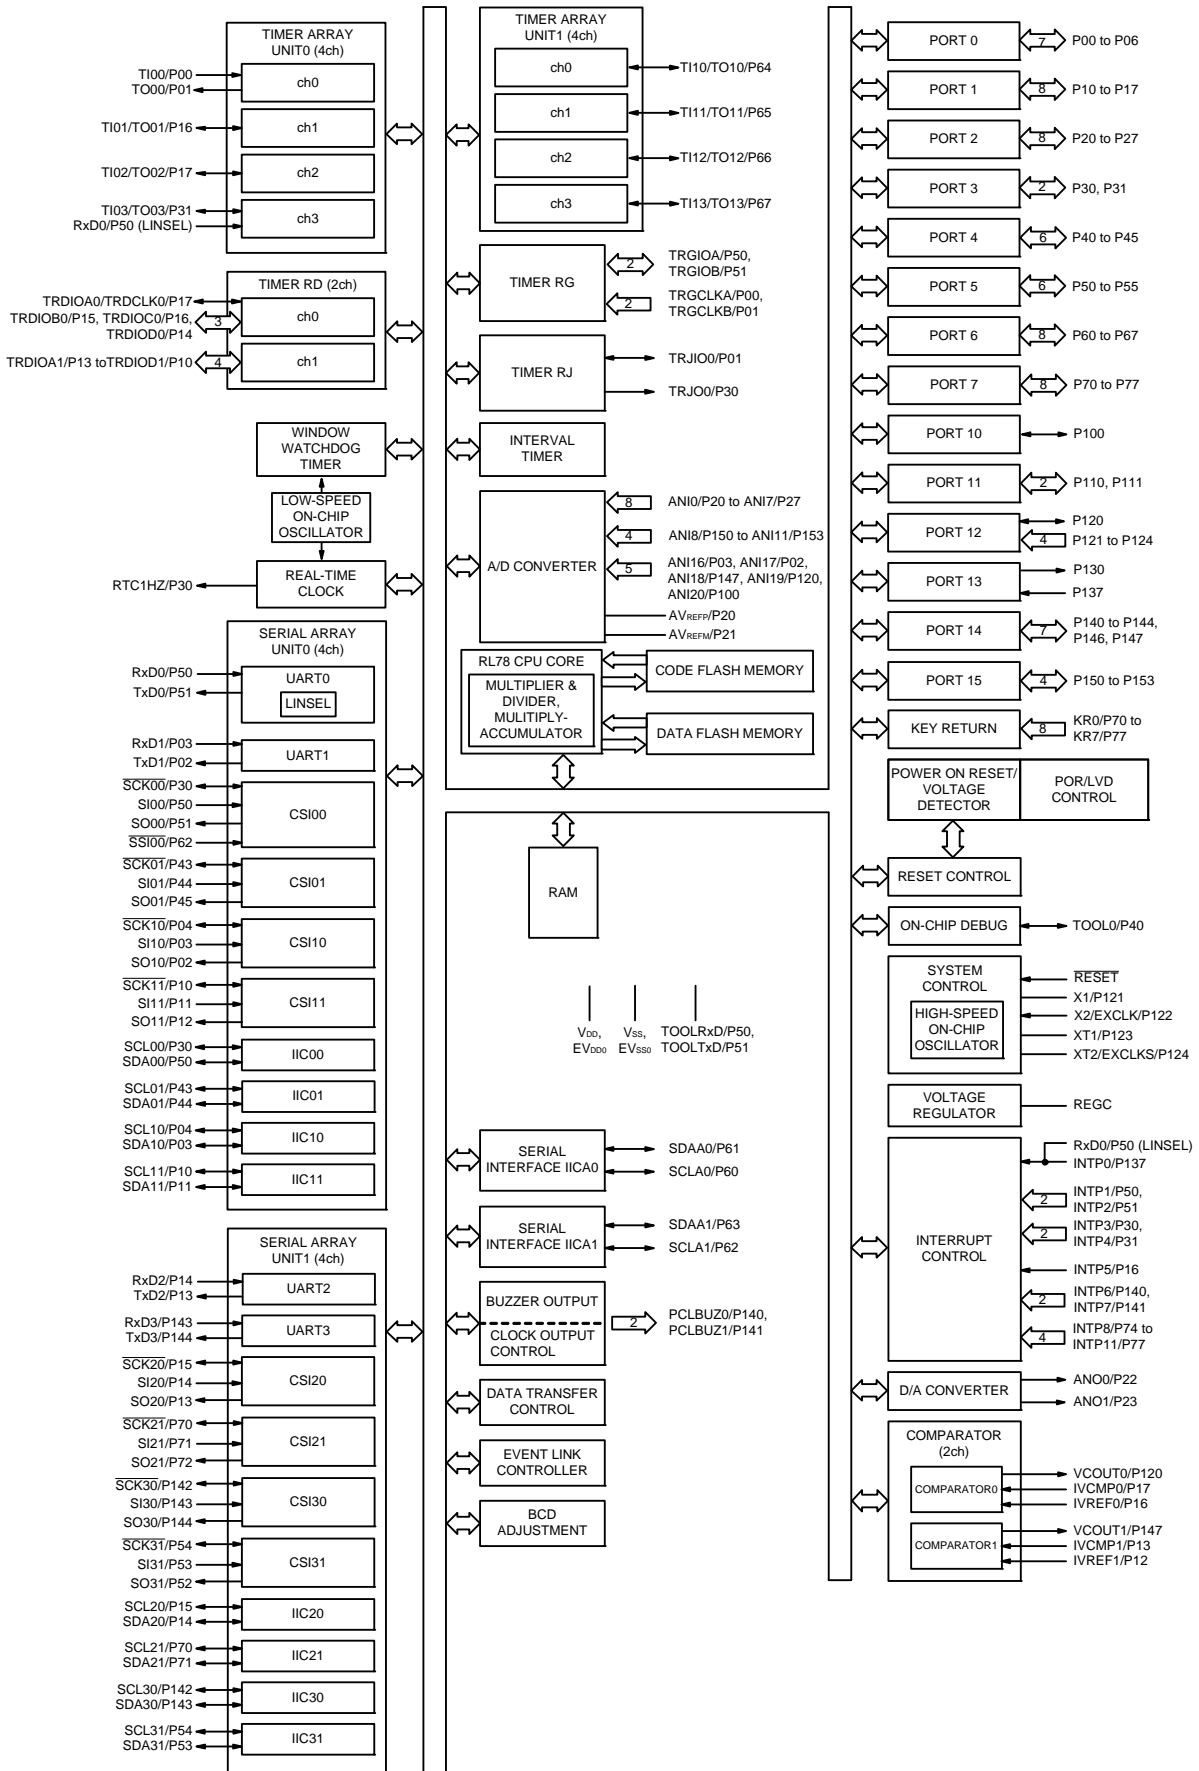 TIMER ARRAY
UNIT0 (4ch)
TI00/P00
TO00/P01
ch0
TI01/TO01/P16
ch1
TI02/TO02/P17
ch2
TI03/TO03/P31
RxD0/P50 (LINSEL)
ch3
TIMER RD (2ch)
TRDIOA0/TRDCLK0/P17
TRDIOB0/P15, TRDIOC0/P16,
TRDIOD0/P14
3
ch0
TRDIOA1/P13 toTRDIOD1/P10
4
ch1
WINDOW
WATCHDOG
TIMER
LOW-SPEED
ON-CHIP
OSCILLATOR
RTC1HZ/P30
REAL-TIME
CLOCK
SERIAL ARRAY
UNIT0 (4ch)
RxD0/P50
TxD0/P51
UART0
LINSEL
RxD1/P03
TxD1/P02
UART1
SCK00/P30
SI00/P50
SO00/P51
SSI00/P62
CSI00
SCK01/P43
SI01/P44
SO01/P45
CSI01
SCK10/P04
SI10/P03
SO10/P02
CSI10
SCK11/P10
SI11/P11
SO11/P12
CSI11
SCL00/P30
SDA00/P50
IIC00
SCL01/P43
SDA01/P44
IIC01
SCL10/P04
SDA10/P03
IIC10
SCL11/P10
SDA11/P11
IIC11
SERIAL ARRAY
UNIT1 (4ch)
RxD2/P14
TxD2/P13
UART2
RxD3/P143
TxD3/P144
UART3
SCK20/P15
SI20/P14
SO20/P13
CSI20
SCK21/P70
SI21/P71
SO21/P72
CSI21
SCK30/P142
SI30/P143
SO30/P144
CSI30
SCK31/P54
SI31/P53
SO31/P52
CSI31
SCL20/P15
SDA20/P14
IIC20
SCL21/P70
SDA21/P71
IIC21
SCL30/P142
SDA30/P143
IIC30
SCL31/P54
SDA31/P53
IIC31
TIMER ARRAY
UNIT1 (4ch)
ch0
TI10/TO10/P64
ch1
TI11/TO11/P65
ch2
TI12/TO12/P66
ch3
TI13/TO13/P67
TIMER RG
2
TRGIOA/P50,
TRGIOB/P51
2
TRGCLKA/P00,
TRGCLKB/P01
TIMER RJ
TRJIO0/P01
TRJO0/P30
INTERVAL
TIMER
A/D CONVERTER
8
ANI0/P20 to ANI7/P27
4
ANI8/P150 to ANI11/P153
5
ANI16/P03, ANI17/P02,
ANI18/P147, ANI19/P120,
ANI20/P100
AVREFP/P20
AVREFM/P21
RL78 CPU CORE
MULTIPLIER &
DIVIDER,
MULITIPLY-
ACCUMULATOR
CODE FLASH MEMORY
DATA FLASH MEMORY
RAM
VDD,
EVDD0
VSS,
EVSS0
TOOLRxD/P50,
TOOLTxD/P51
SERIAL
INTERFACE IICA0
SDAA0/P61
SCLA0/P60
SERIAL
INTERFACE IICA1
SDAA1/P63
SCLA1/P62
BUZZER OUTPUT
CLOCK OUTPUT
CONTROL
2
PCLBUZ0/P140,
PCLBUZ1/P141
DATA TRANSFER
CONTROL
EVENT LINK
CONTROLLER
BCD
ADJUSTMENT
PORT 0
7
P00 to P06
PORT 1
8
P10 to P17
PORT 2
8
P20 to P27
PORT 3
2
P30, P31
PORT 4
6
P40 to P45
PORT 5
6
P50 to P55
PORT 6
8
P60 to P67
PORT 7
8
P70 to P77
PORT 10
P100
PORT 11
2
P110, P111
PORT 12
P120
4
P121 to P124
PORT 13
P130
P137
PORT 14
7
P140 to P144,
P146, P147
PORT 15
4
P150 to P153
KEY RETURN
8
KR0/P70 to
KR7/P77
POWER ON RESET/
VOLTAGE
DETECTOR
POR/LVD
CONTROL
RESET CONTROL
ON-CHIP DEBUG
TOOL0/P40
SYSTEM
CONTROL
HIGH-SPEED
ON-CHIP
OSCILLATOR
RESET
X1/P121
X2/EXCLK/P122
XT1/P123
XT2/EXCLKS/P124
VOLTAGE
REGULATOR
REGC
INTERRUPT
CONTROL
RxD0/P50 (LINSEL)
INTP0/P137
2
INTP1/P50,
INTP2/P51
2
INTP3/P30,
INTP4/P31
INTP5/P16
2
INTP6/P140,
INTP7/P141
4
INTP8/P74 to
INTP11/P77
D/A CONVERTER
ANO0/P22
ANO1/P23
COMPARATOR
(2ch)
COMPARATOR0
VCOUT0/P120
IVCMP0/P17
IVREF0/P16
COMPARATOR1
VCOUT1/P147
IVCMP1/P13
IVREF1/P12